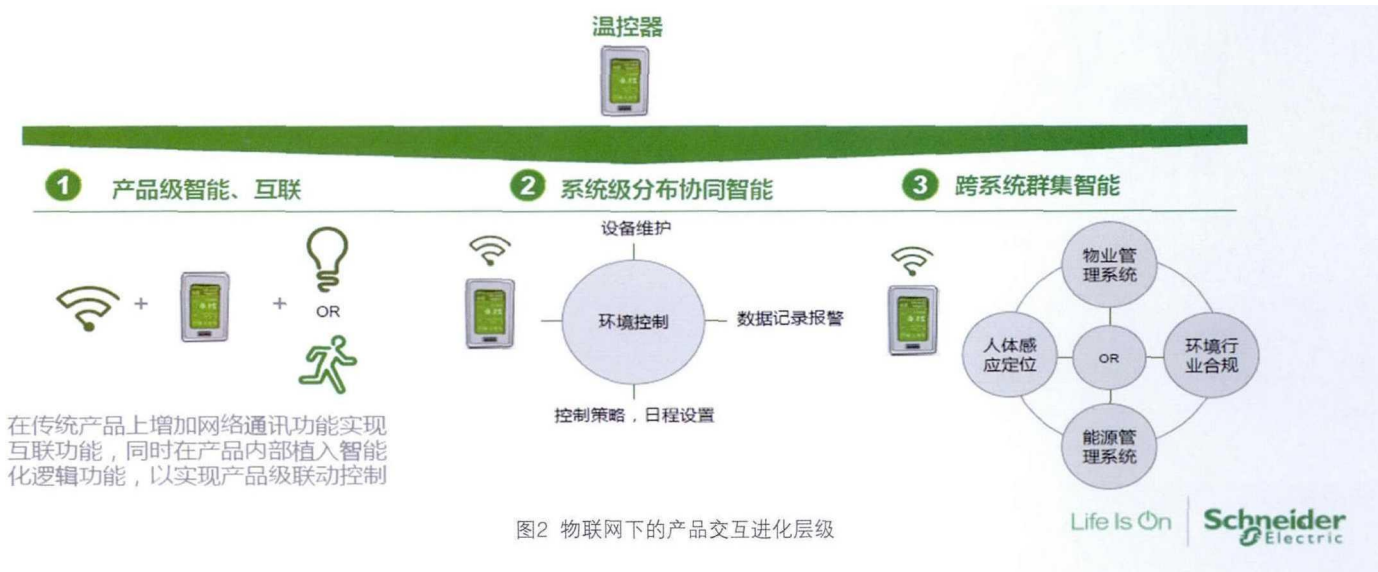 温控器
1 产品级智能、互联
+
+
OR
在传统产品上增加网络通讯功能实现
互联功能，同时在产品内部植入智能
化逻辑功能，以实现产品级联动控制
2 系统级分布协同智能
设备维护
环境控制
数据记录报警
控制策略，日程设置
3 跨系统群集智能
物业管
理系统
人体感
应定位
OR
环境行
业合规
能源管
理系统
图2 物联网下的产品交互进化层级
Life Is On
Schneider
Electric